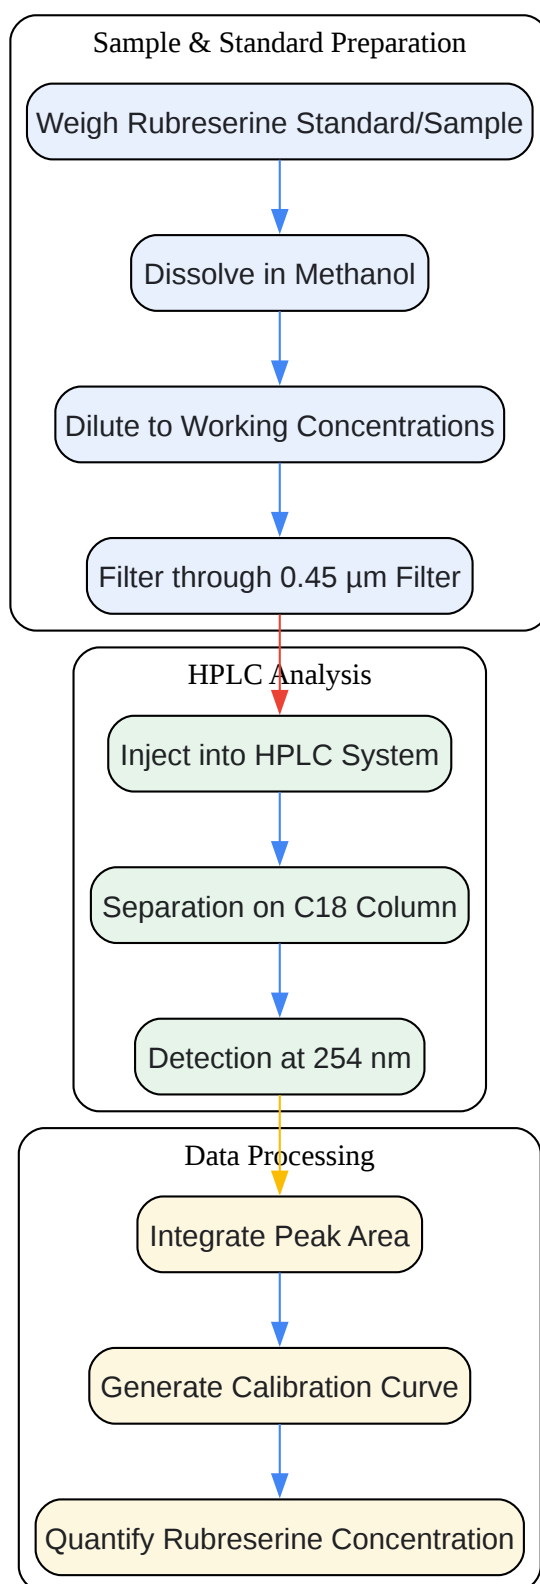 Sample & Standard Preparation
Weigh Rubreserine Standard/Sample
Dissolve in Methanol
Dilute to Working Concentrations
Filter through 0.45 µm Filter
HPLC Analysis
Inject into HPLC System
Separation on C18 Column
Detection at 254 nm
Data Processing
Integrate Peak Area
Generate Calibration Curve
Quantify Rubreserine Concentration